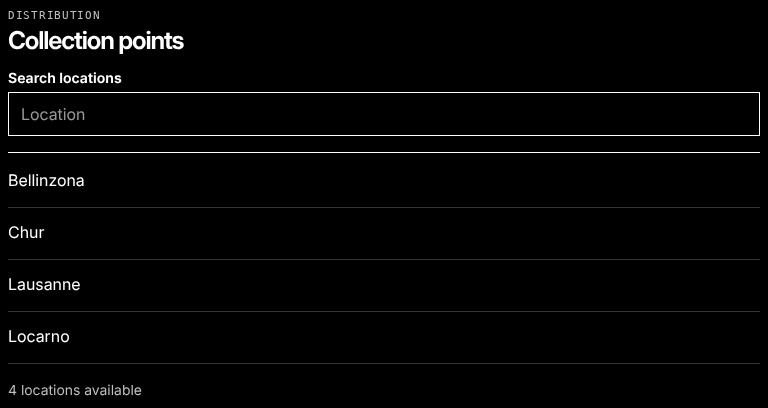 DISTRIBUTION
Collection points
Search locations
Location
Bellinzona
Chur
Lausanne
Locarno
4 locations available